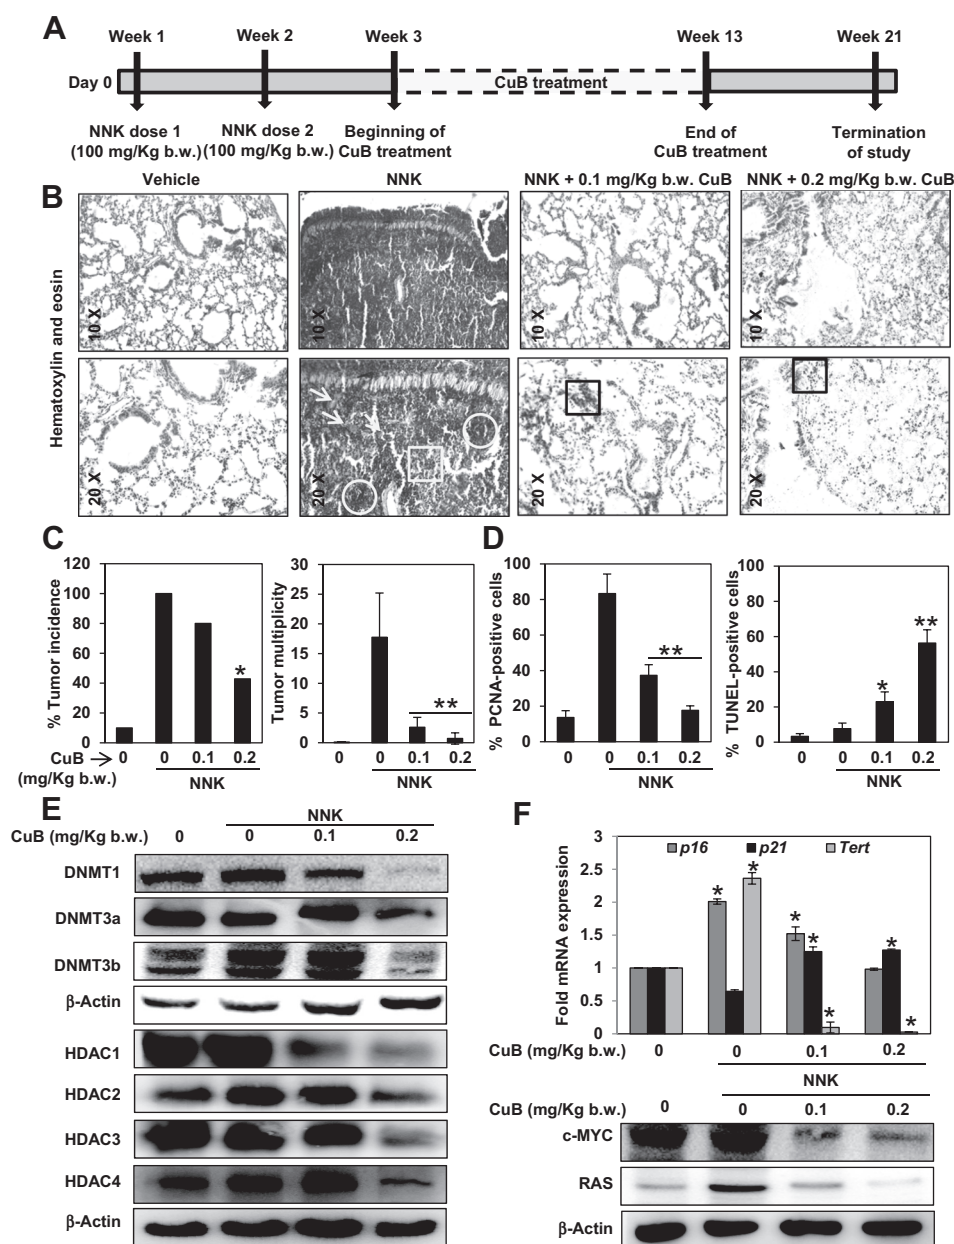 A
Week 1 Week 2 Week 3 Week 13 Week 21
Day 0 CuB treatment
NNK dose 1 NNK dose 2 Beginning of End of Termination
(100 mg/Kg b.w.) (100 mg/Kg b.w.) CuB treatment CuB treatment of study
B
Vehicle NNK NNK + 0.1 mg/Kg b.w. CuB NNK + 0.2 mg/Kg b.w. CuB
Hematoxylin and eosin
10 X 10 X 10 X 10 X
20 X 20 X 20 X 20 X
C
% Tumor incidence
120
100
80
60
40
20
0
*
CuB → 0 0 0.1 0.2
(mg/Kg b.w.) NNK
Tumor multiplicity
30
25
20
15
10
5
0
**
0 0 0.1 0.2
NNK
D
% PCNA-positive cells
100
80
60
40
20
0
**
0 0 0.1 0.2
NNK
% TUNEL-positive cells
100
80
60
40
20
0
* **
0 0 0.1 0.2
NNK
E
NNK
CuB (mg/Kg b.w.) 0 0 0.1 0.2
DNMT1
DNMT3a
DNMT3b
β-Actin
HDAC1
HDAC2
HDAC3
HDAC4
β-Actin
F
Fold mRNA expression
3
2.5
2
1.5
1
0.5
0
p16 p21 Tert
* * * * * * *
CuB (mg/Kg b.w.) 0 0 0.1 0.2
NNK
CuB (mg/Kg b.w.) 0 0 0.1 0.2
c-MYC
RAS
β-Actin